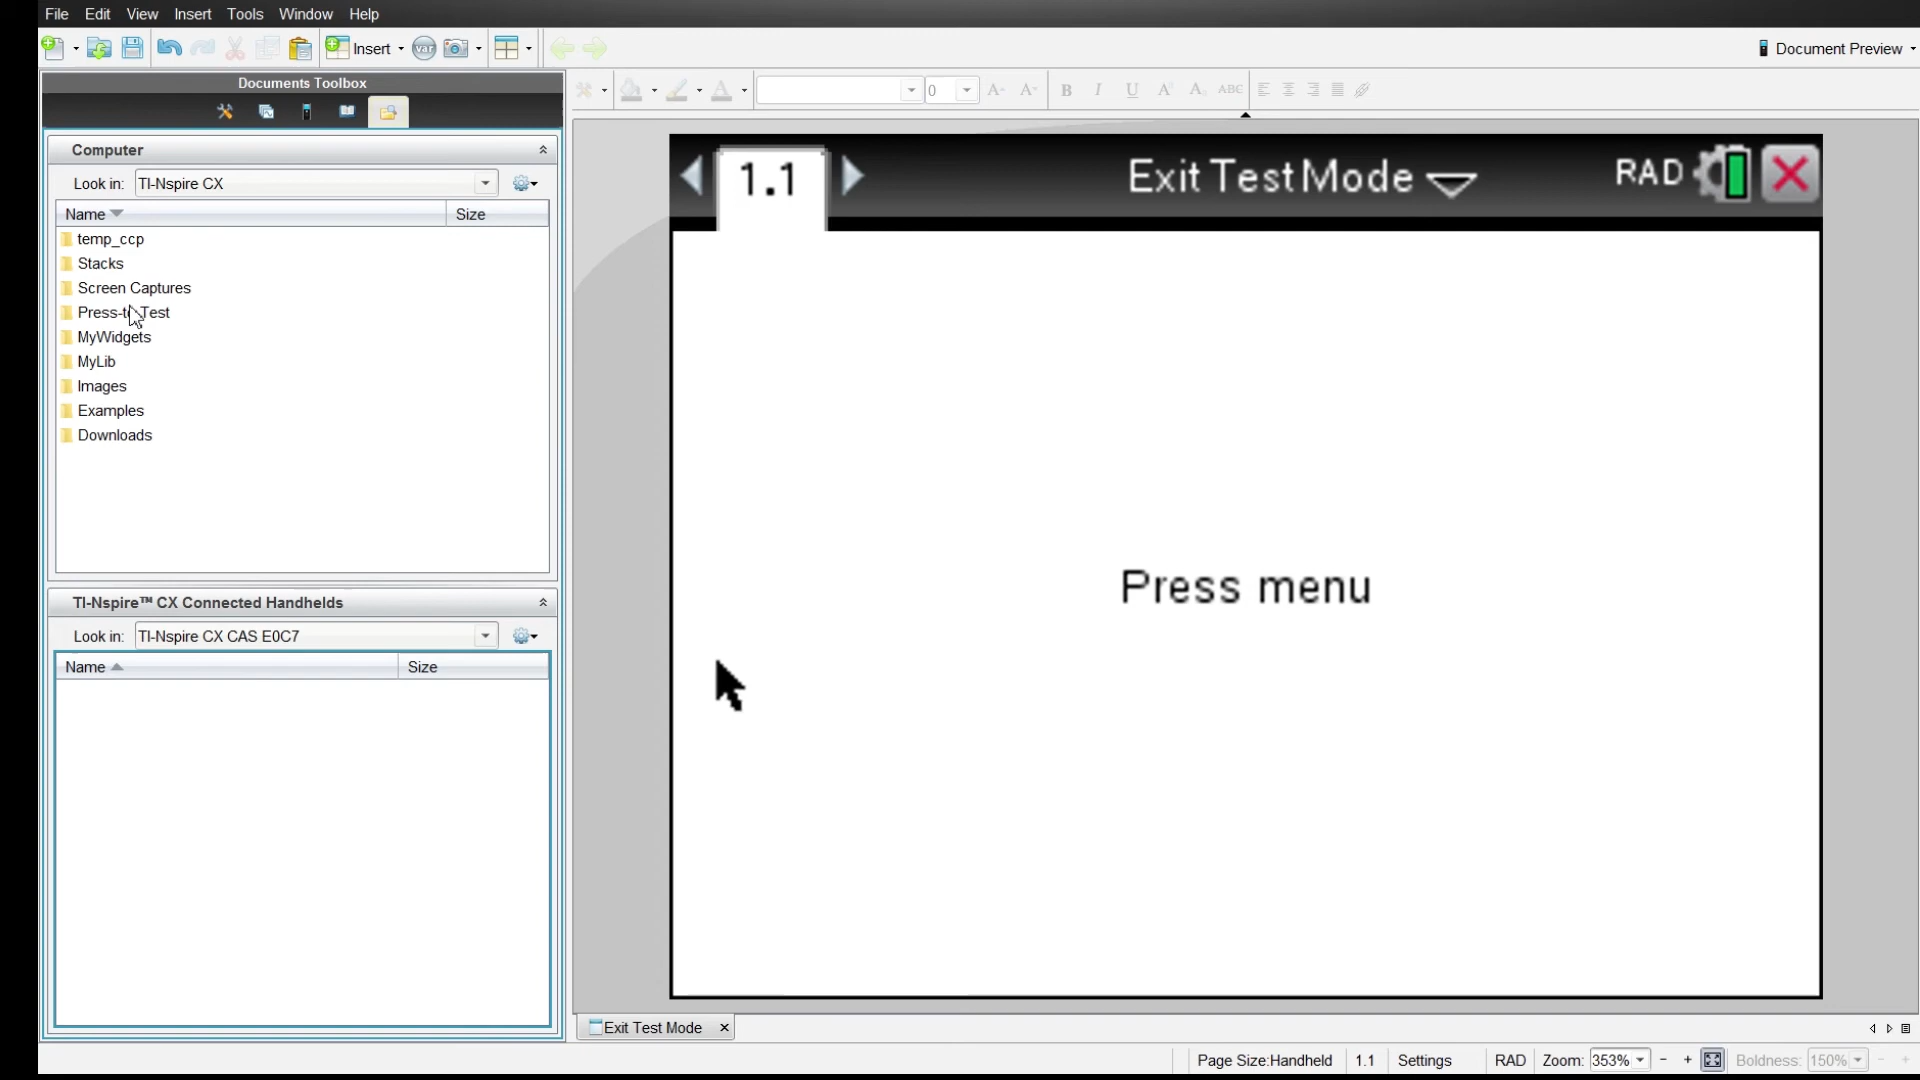 File Edit View Insert Tools Window Help
Insert var Document Preview
Documents Toolbox
0 A A B I U A A ABC
Computer
Look in: TI-Nspire CX
Name Size
temp_ccp
Stacks
Screen Captures
Press-to-Test
MyWidgets
MyLib
Images
Examples
Downloads
TI-Nspire™ CX Connected Handhelds
Look in: TI-Nspire CX CAS E0C7
Name Size
1.1 Exit Test Mode RAD
Press menu
Exit Test Mode
Page Size:Handheld 1.1 Settings RAD Zoom: 353% - + Boldness: 150% - +